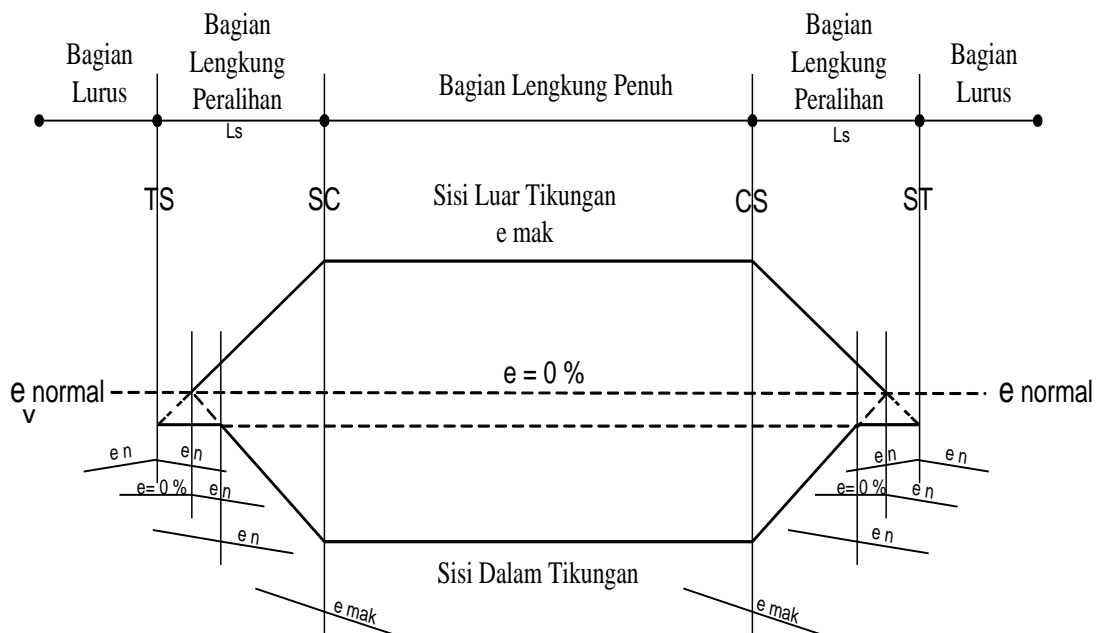 Bagian
Lurus
Bagian
Lengkung
Peralihan
Ls
Bagian Lengkung Penuh
Bagian
Lengkung
Peralihan
Ls
Bagian
Lurus
TS
SC
Sisi Luar Tikungan
e mak
CS
ST
e normal
v
e = 0 %
e normal
e n
e n
e= 0 %
e n
e n
e n
e n
e= 0 %
e n
e n
Sisi Dalam Tikungan
e mak
e mak